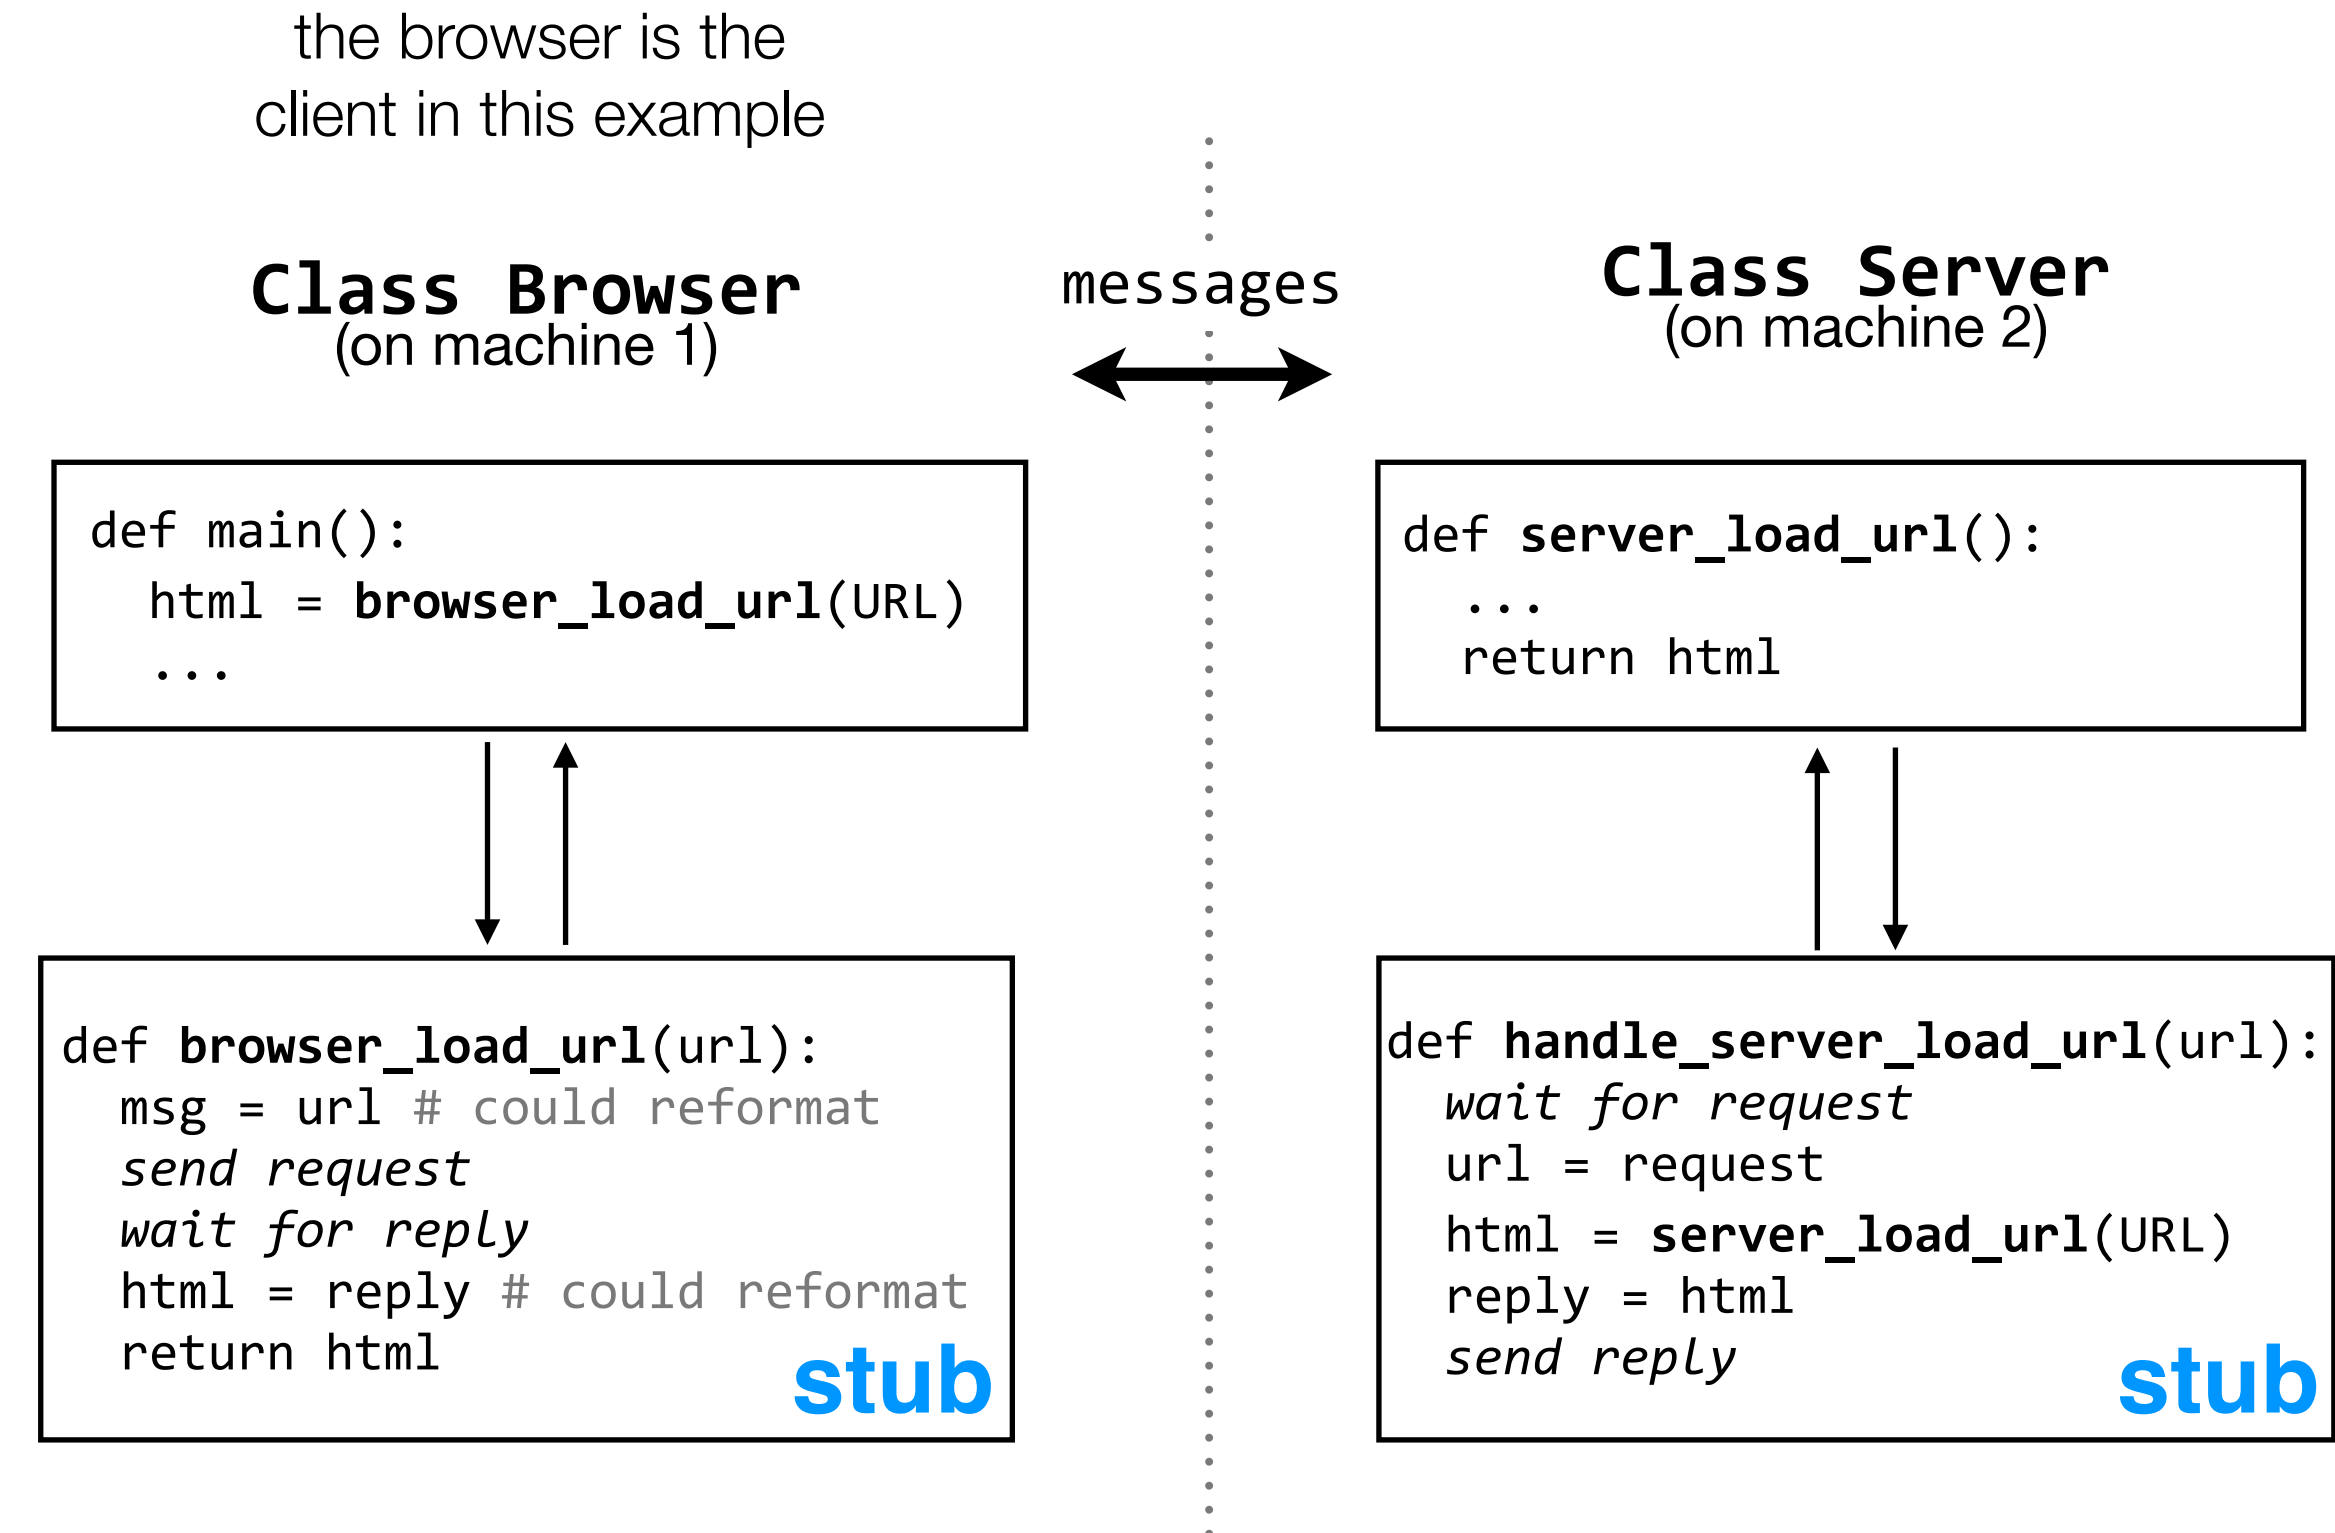 the browser is the
client in this example
Class Browser
(on machine 1)
messages
Class Server
(on machine 2)
def main():
  html = browser_load_url(URL)
  ...
def server_load_url():
  ...
  return html
def browser_load_url(url):
  msg = url # could reformat
  send request
  wait for reply
  html = reply # could reformat
  return html
stub
def handle_server_load_url(url):
  wait for request
  url = request
  html = server_load_url(URL)
  reply = html
  send reply
stub